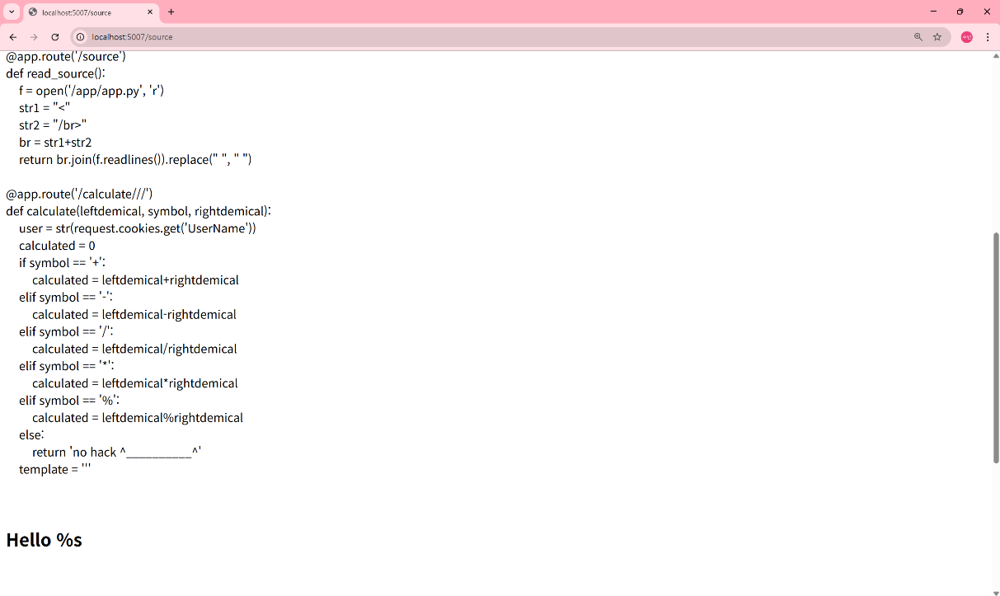 localhost:5007/source
localhost:5007/source
@app.route('/source')
def read_source():
    f = open('/app/app.py', 'r')
    str1 = "<"
    str2 = "/br>"
    br = str1+str2
    return br.join(f.readlines()).replace(" ", " ")
@app.route('/calculate///')
def calculate(leftdemical, symbol, rightdemical):
    user = str(request.cookies.get('UserName'))
    calculated = 0
    if symbol == '+':
        calculated = leftdemical+rightdemical
    elif symbol == '-':
        calculated = leftdemical-rightdemical
    elif symbol == '/':
        calculated = leftdemical/rightdemical
    elif symbol == '*':
        calculated = leftdemical*rightdemical
    elif symbol == '%':
        calculated = leftdemical%rightdemical
    else:
        return 'no hack ^__________^'
    template = '''
Hello %s